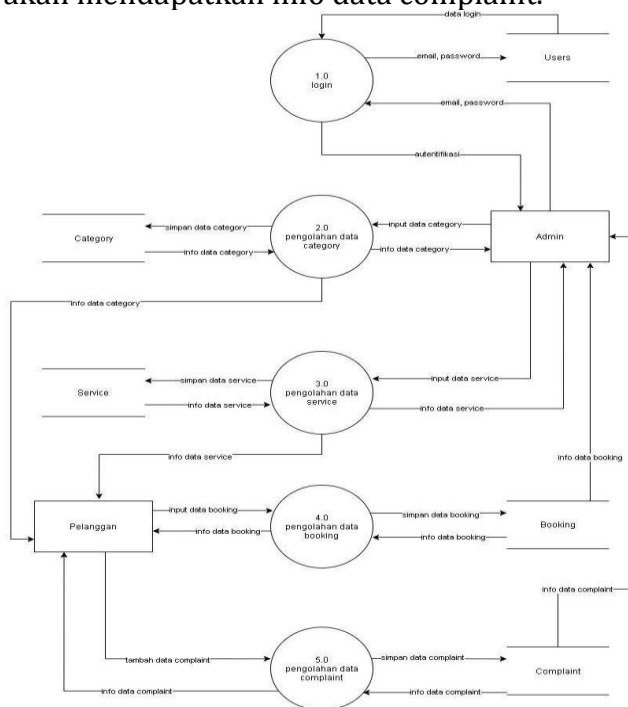 akan mendapatkan info data complaint.
data login
1.0
login
email, password
Users
email, password
autentifikasi
Category
simpan data category
info data category
2.0
pengolahan data
category
input data category
info data category
Admin
info data category
Service
simpan data service
info data service
3.0
pengolahan data
service
input data service
info data service
info data service
info data booking
Pelanggan
input data booking
info data booking
4.0
pengolahan data
booking
simpan data booking
info data booking
Booking
info data complaint
tambah data complaint
info data complaint
5.0
pengolahan data
complaint
simpan data complaint
info data complaint
Complaint